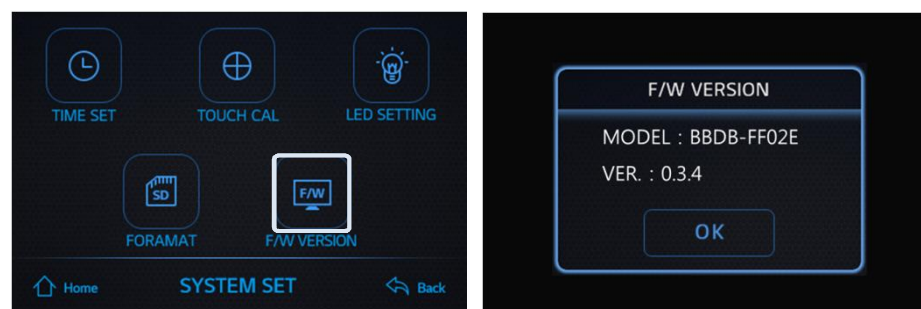 TIME SET
TOUCH CAL
LED SETTING
SD
F/W
FORAMAT
F/W VERSION
Home
SYSTEM SET
Back
F/W VERSION
MODEL : BBDB-FF02E
VER. : 0.3.4
OK